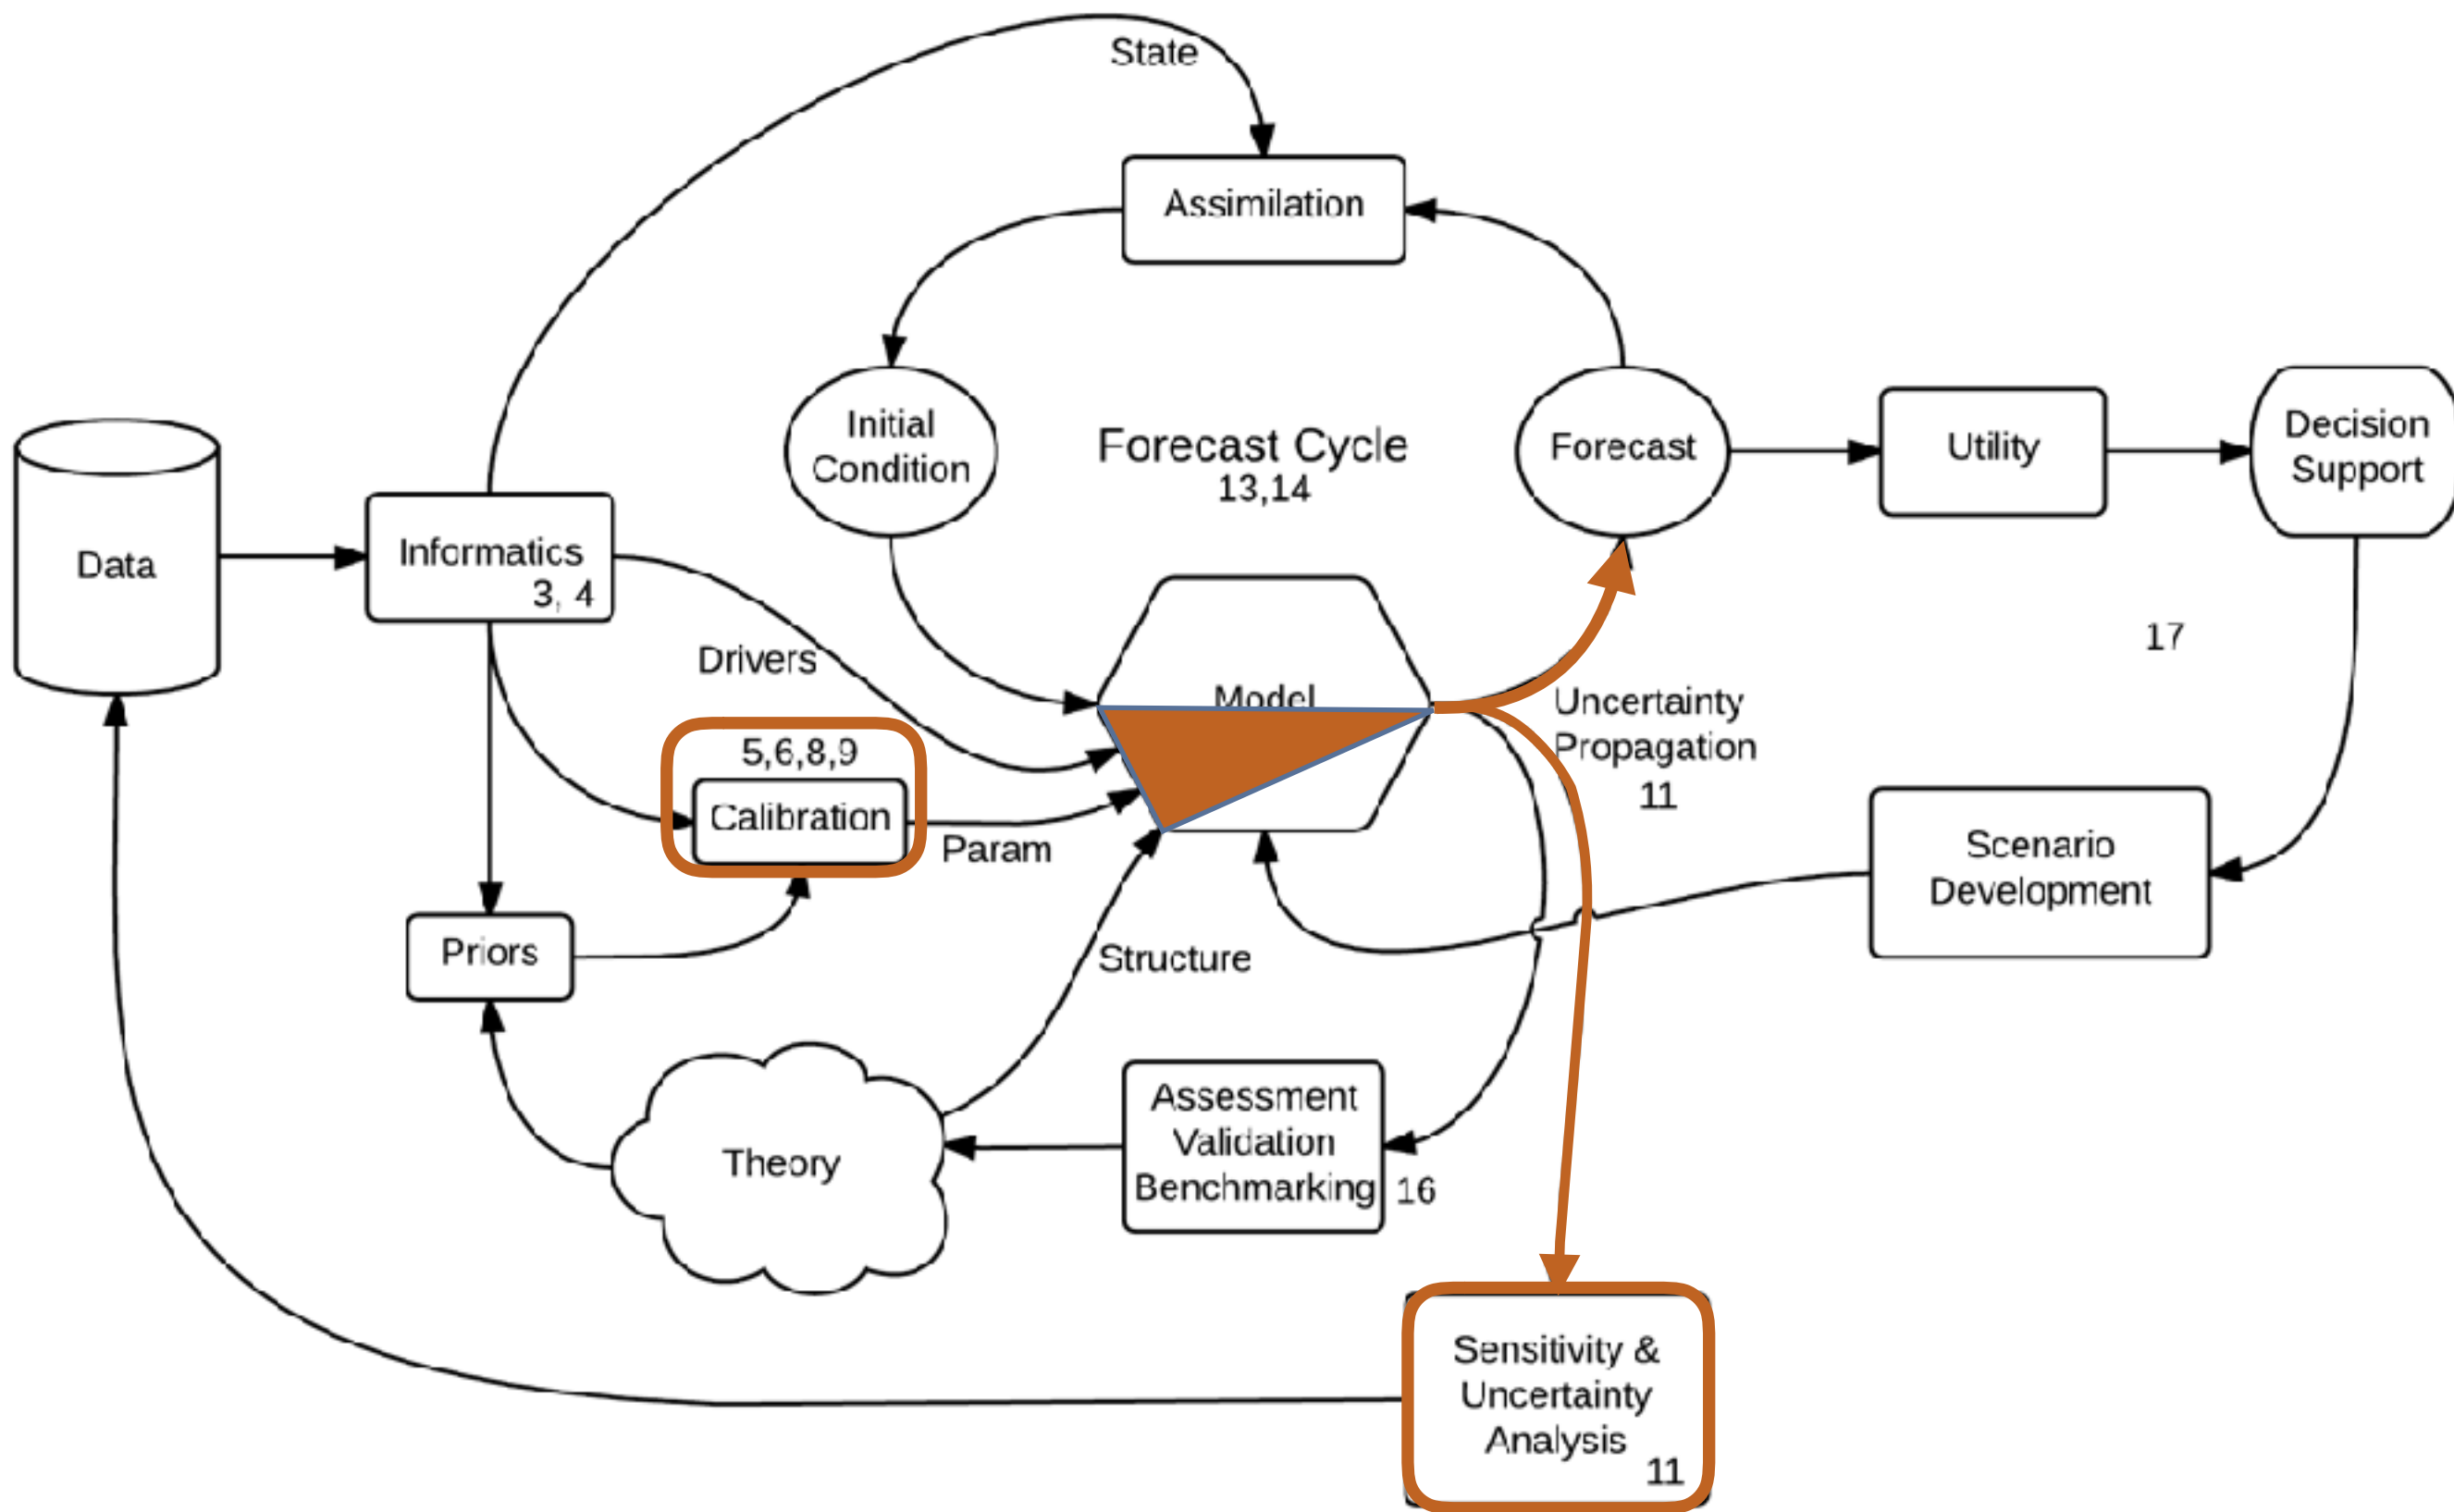 State
Assimilation
Initial
Condition
Forecast Cycle
13,14
Forecast
Utility
Decision
Support
Data
Informatics
3, 4
Drivers
Model
17
Uncertainty
Propagation
11
5,6,8,9
Calibration
Param
Scenario
Development
Priors
Structure
Theory
Assessment
Validation
Benchmarking
16
Sensitivity &
Uncertainty
Analysis
11